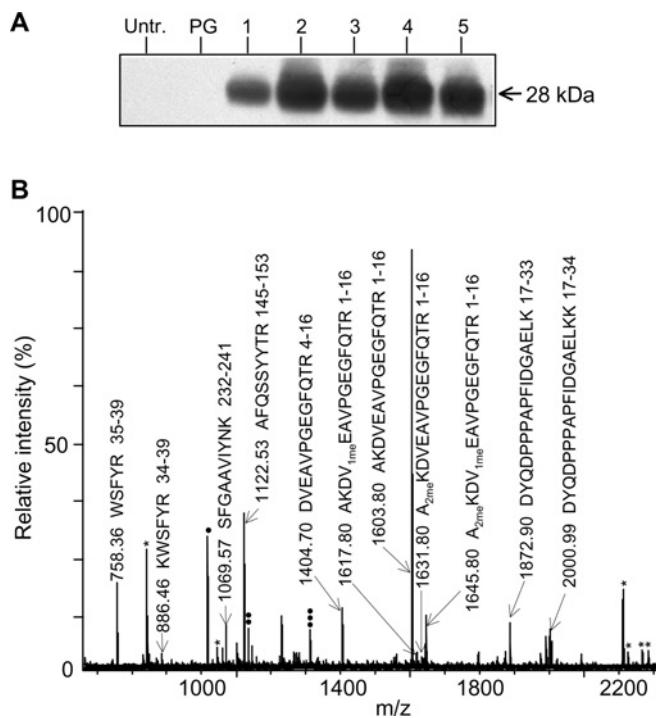 A
Untr. PG 1 2 3 4 5
28 kDa
B
Relative intensity (%)
100
50
0
758.36 WSFYR 35-39
*
886.46 KWSFYR 34-39
*
1069.57 SFGAAVIYNK 232-241
1122.53 AFQSSYYTR 145-153
1404.70 DVEAVPGEGFQTR 4-16
1617.80 AKDV1meEAVPGEGFQTR 1-16
1603.80 AKDVEAVPGEGFQTR 1-16
1631.80 A2meKDVEAVPGEGFQTR 1-16
1645.80 A2meKDV1meEAVPGEGFQTR 1-16
1872.90 DYQDPPPAPFIDGAELK 17-33
2000.99 DYQDPPPAPFIDGAELKK 17-34
*
*
**
1000 1400 1800 2200
m/z